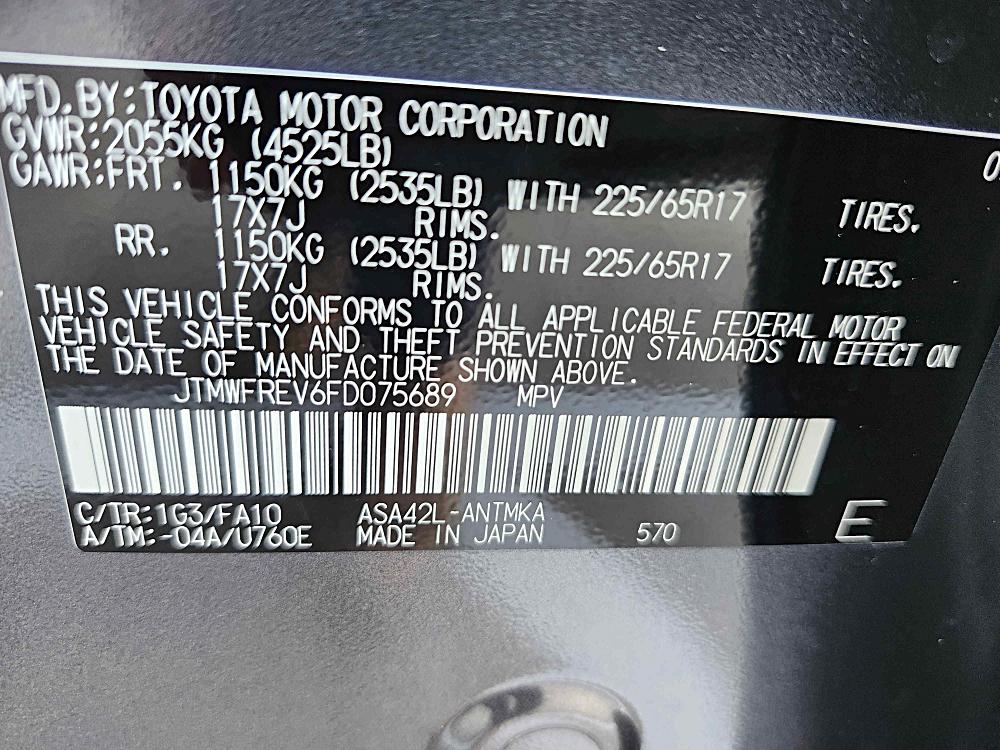 MFD. BY: TOYOTA MOTOR CORPORATION 0
GVWR: 2055KG (4525LB)
GAWR: FRT. 1150KG (2535LB) WITH 225/65R17 TIRES.
17X7J RIMS.
RR. 1150KG (2535LB) WITH 225/65R17 TIRES.
17X7J RIMS.
THIS VEHICLE CONFORMS TO ALL APPLICABLE FEDERAL MOTOR
VEHICLE SAFETY AND THEFT PREVENTION STANDARDS IN EFFECT ON
THE DATE OF MANUFACTURE SHOWN ABOVE.
JTMWFREV6FD075689 MPV
C/TR: 1G3/FA10 ASA42L-ANTMKA
A/TM: -04A/U760E MADE IN JAPAN 570 E